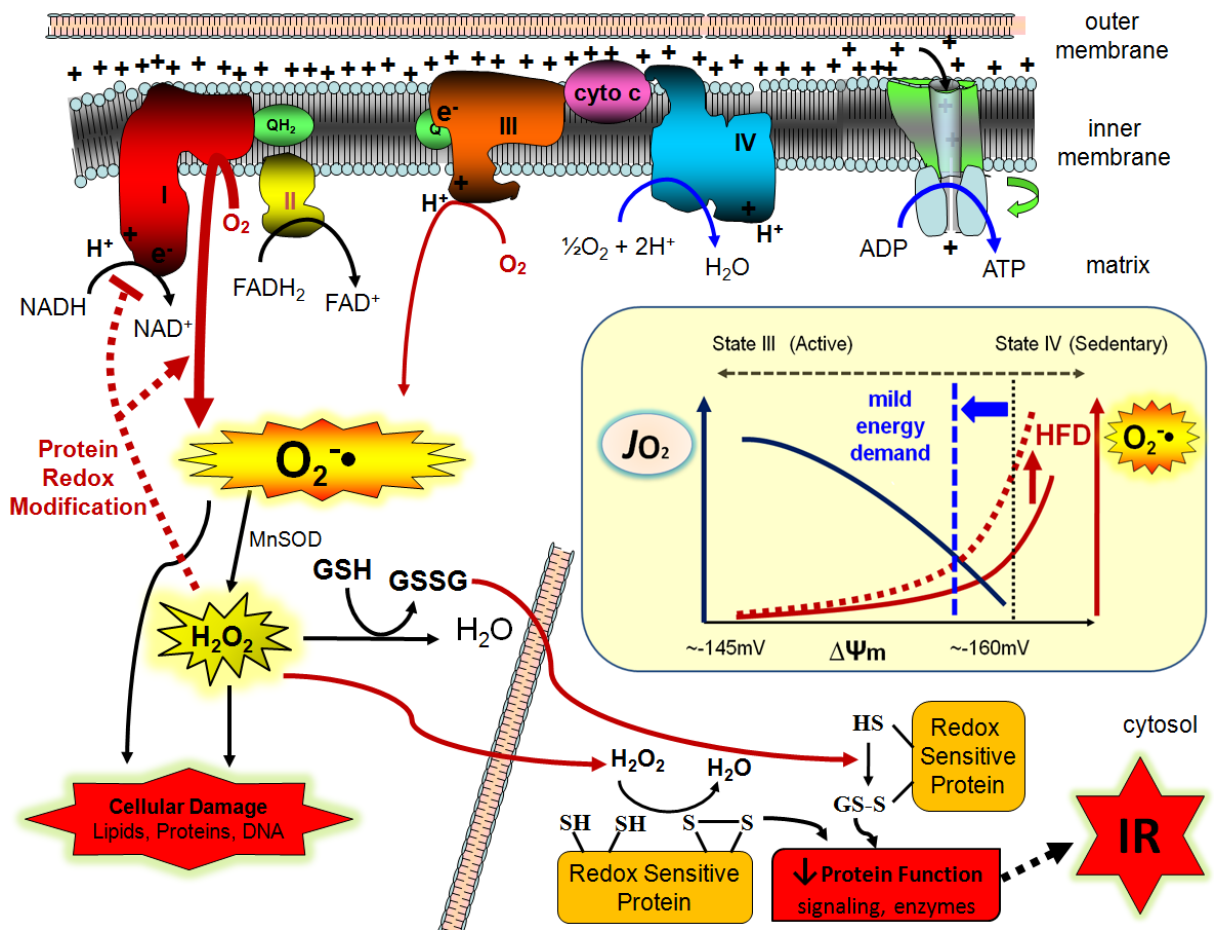 outer
membrane
+ + + + + + + + + + + + + + + + + + + +
cyto c
QH₂
e⁻
Q
III
IV
inner
membrane
I
II
O₂
H⁺
+
e⁻
H⁺
+
O₂
½O₂ + 2H⁺
H₂O
+
H⁺
ADP
+
ATP
matrix
NADH
NAD⁺
FADH₂
FAD⁺
State III (Active)
State IV (Sedentary)
mild
energy
demand
JO₂
HFD
O₂⁻•
~-145mV
ΔΨm
~-160mV
Protein
Redox
Modification
O₂⁻•
MnSOD
GSH
GSSG
H₂O₂
H₂O
Cellular Damage
Lipids, Proteins, DNA
H₂O₂
H₂O
SH
SH
S
S
Redox Sensitive
Protein
HS
GS-S
Redox
Sensitive
Protein
↓ Protein Function
signaling, enzymes
cytosol
IR